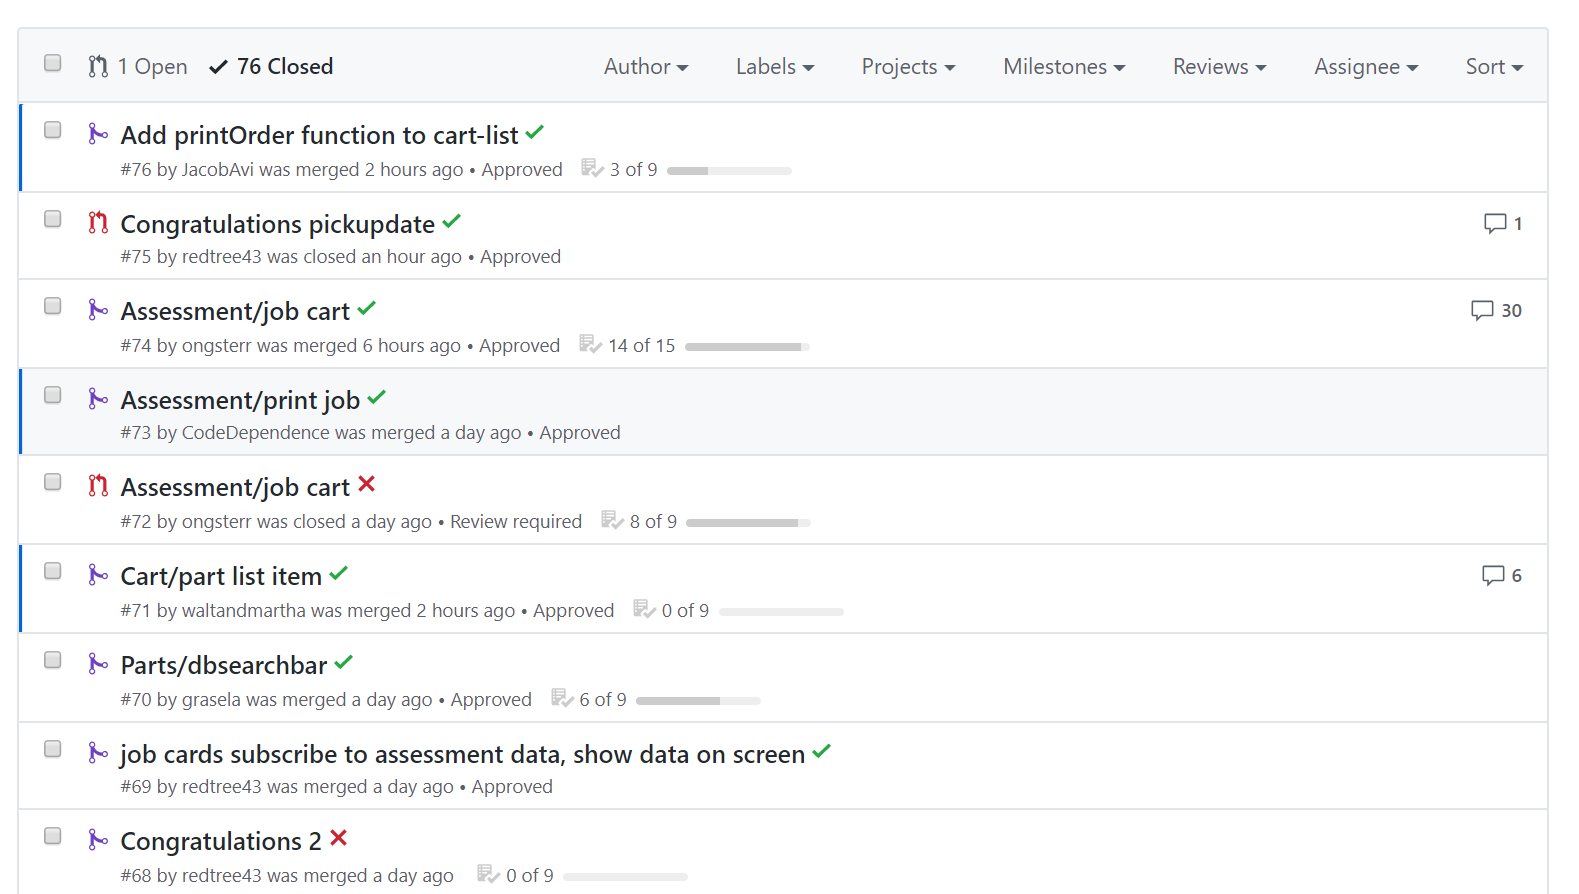 1 Open 76 Closed Author Labels Projects Milestones Reviews Assignee Sort
Add printOrder function to cart-list
#76 by JacobAvi was merged 2 hours ago • Approved 3 of 9
Congratulations pickupdate 1
#75 by redtree43 was closed an hour ago • Approved
Assessment/job cart 30
#74 by ongsterr was merged 6 hours ago • Approved 14 of 15
Assessment/print job
#73 by CodeDependence was merged a day ago • Approved
Assessment/job cart
#72 by ongsterr was closed a day ago • Review required 8 of 9
Cart/part list item 6
#71 by waltandmartha was merged 2 hours ago • Approved 0 of 9
Parts/dbsearchbar
#70 by grasela was merged a day ago • Approved 6 of 9
job cards subscribe to assessment data, show data on screen
#69 by redtree43 was merged a day ago • Approved
Congratulations 2
#68 by redtree43 was merged a day ago 0 of 9